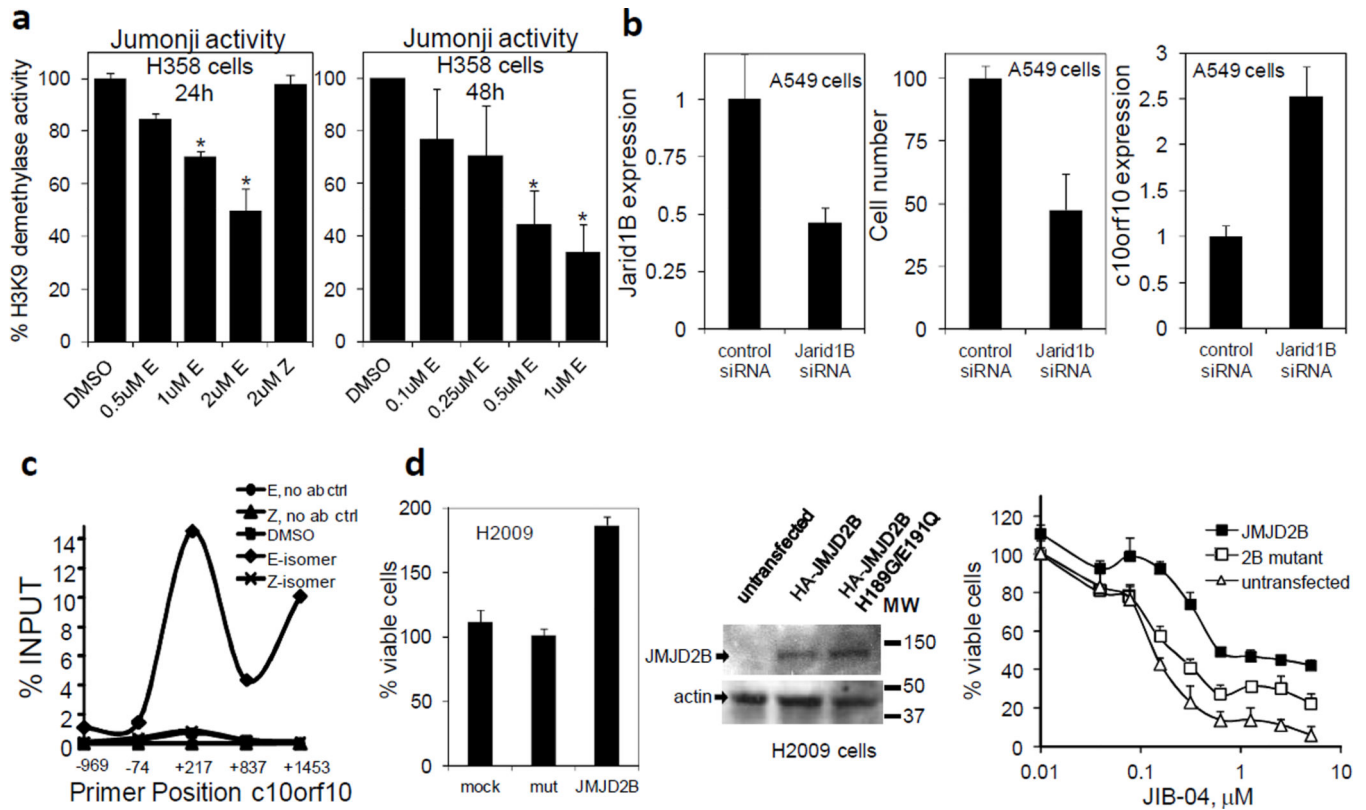 a
Jumonji activity
H358 cells
24h
% H3K9 demethylase activity
120
100
80
60
40
20
0
*
*
DMSO
0.5uM E
1uM E
2uM E
2uM Z
Jumonji activity
H358 cells
48h
120
100
80
60
40
20
0
*
*
DMSO
0.1uM E
0.25uM E
0.5uM E
1uM E
b
A549 cells
Jarid1B expression
1
0.5
0.5
0
control
siRNA
Jarid1B
siRNA
A549 cells
Cell number
100
75
50
25
0
control
siRNA
Jarid1b
siRNA
A549 cells
c10orf10 expression
3
2.5
2
1.5
1
0.5
0
control
siRNA
Jarid1B
siRNA
c
E, no ab ctrl
Z, no ab ctrl
DMSO
E-isomer
Z-isomer
% INPUT
14
12
10
8
6
4
2
0
-969
-74
+217
+837
+1453
Primer Position c10orf10
d
H2009
% viable cells
200
150
100
50
0
mock
mut
JMJD2B
untransfected
HA-JMJD2B
HA-JMJD2B
H189G/E191Q
MW
JMJD2B
actin
150
50
37
H2009 cells
JMJD2B
2B mutant
untransfected
% viable cells
120
100
80
60
40
20
0
0.01
0.1
1
10
JIB-04, μM